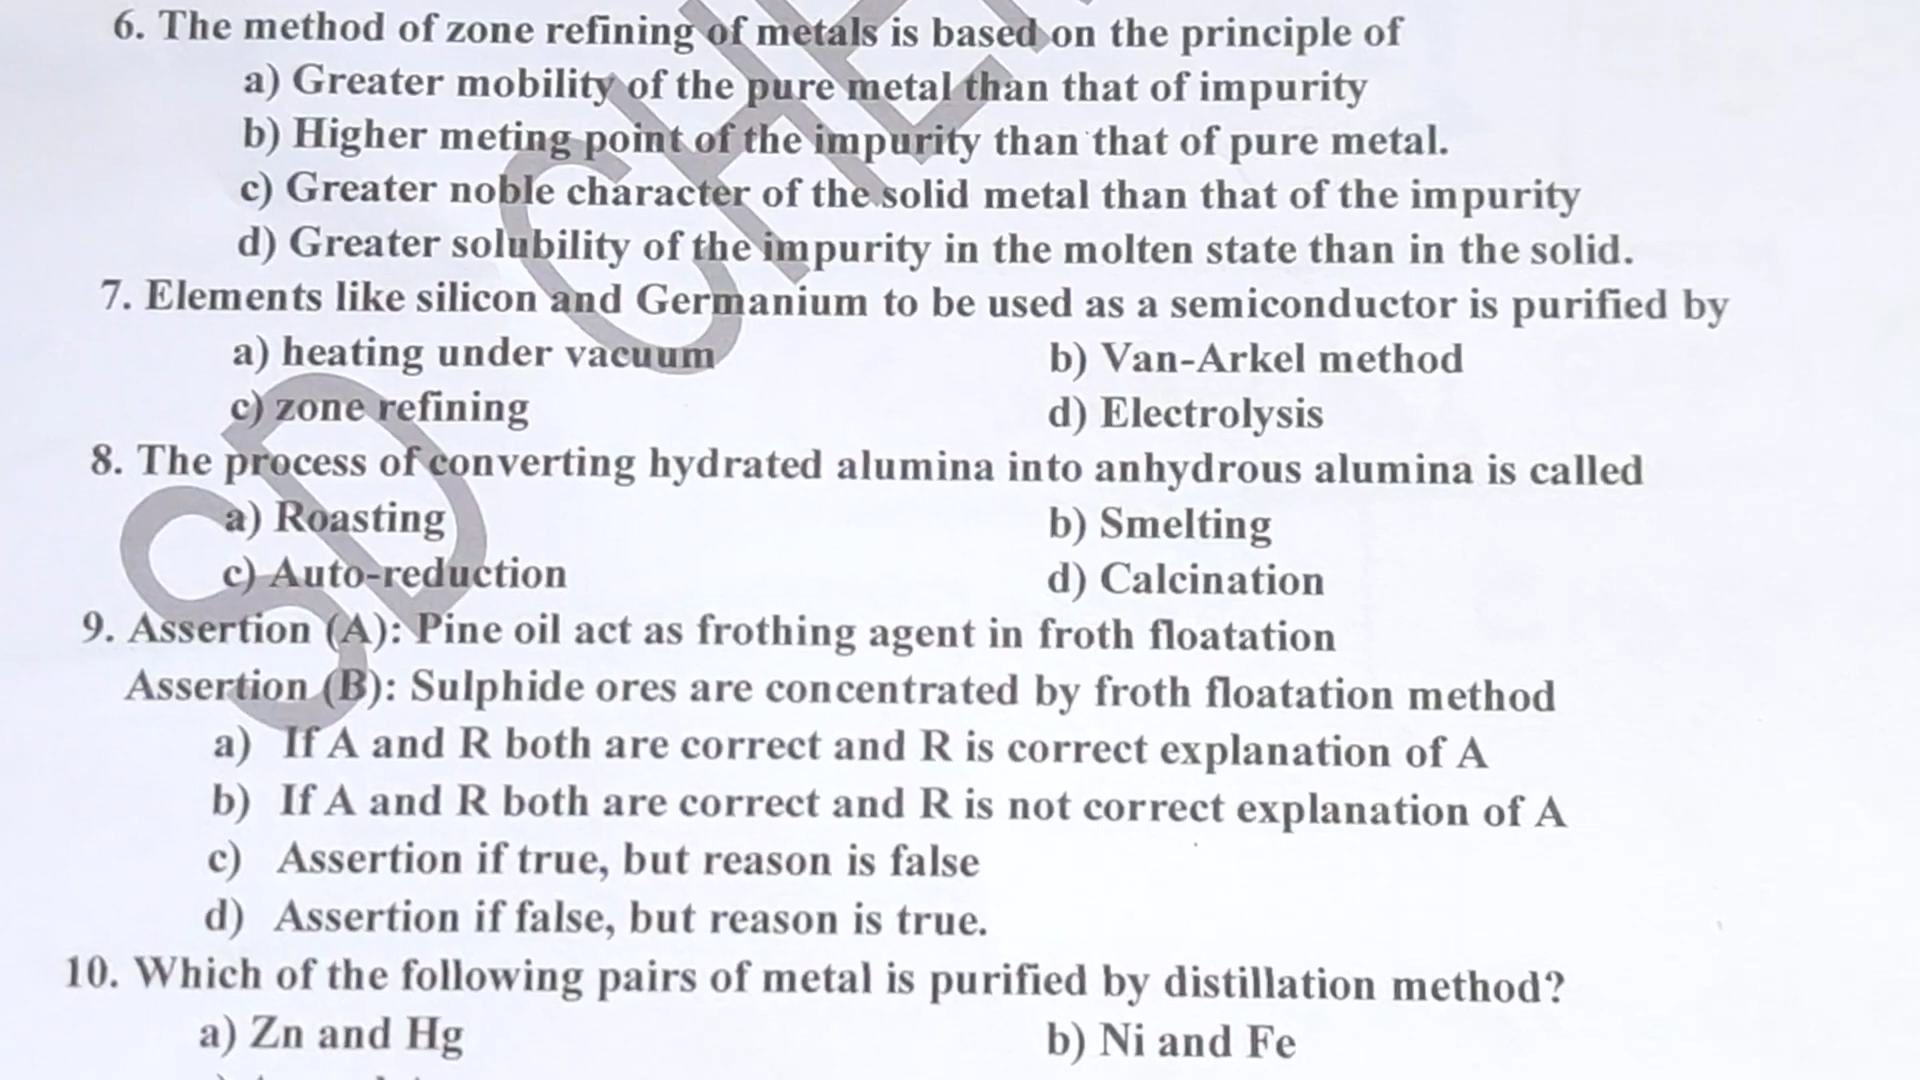 6. The method of zone refining of metals is based on the principle of
a) Greater mobility of the pure metal than that of impurity
b) Higher meting point of the impurity than that of pure metal.
c) Greater noble character of the solid metal than that of the impurity
d) Greater solubility of the impurity in the molten state than in the solid.
7. Elements like silicon and Germanium to be used as a semiconductor is purified by
a) heating under vacuum b) Van-Arkel method
c) zone refining d) Electrolysis
8. The process of converting hydrated alumina into anhydrous alumina is called
a) Roasting b) Smelting
c) Auto-reduction d) Calcination
9. Assertion (A): Pine oil act as frothing agent in froth floatation
Assertion (B): Sulphide ores are concentrated by froth floatation method
a) If A and R both are correct and R is correct explanation of A
b) If A and R both are correct and R is not correct explanation of A
c) Assertion if true, but reason is false
d) Assertion if false, but reason is true.
10. Which of the following pairs of metal is purified by distillation method?
a) Zn and Hg b) Ni and Fe
SD CHE